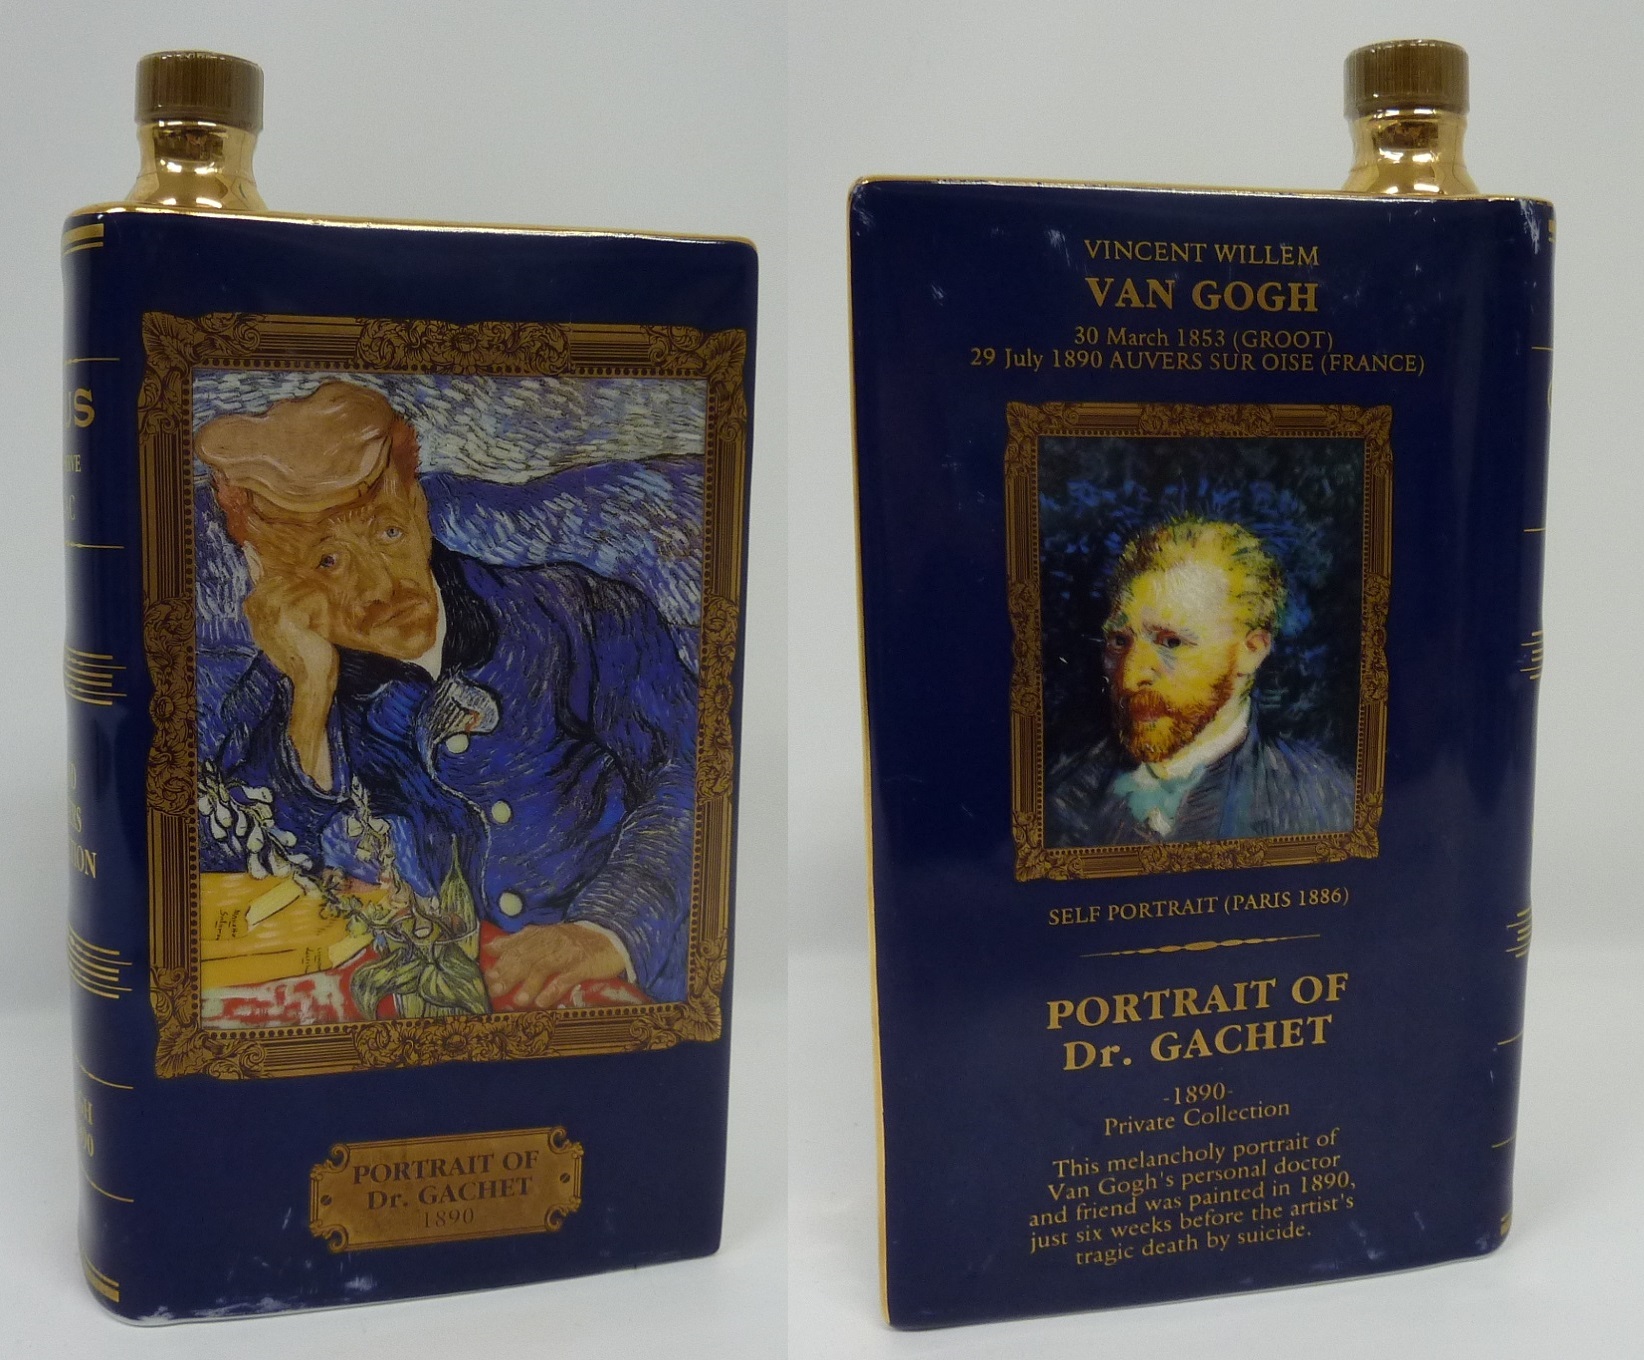 PORTRAIT OF
Dr. GACHET
1890
VINCENT WILLEM
VAN GOGH
30 March 1853 (GROOT)
29 July 1890 AUVERS SUR OISE (FRANCE)
SELF PORTRAIT (PARIS 1886)
PORTRAIT OF
Dr. GACHET
-1890-
Private Collection
This melancholy portrait of
Van Gogh's personal doctor
and friend was painted in 1890,
just six weeks before the artist's
tragic death by suicide.